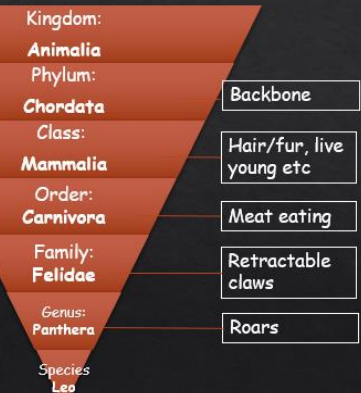 Kingdom:
Animalia
Phylum:
Chordata
Backbone
Class:
Mammalia
Hair/fur, live
young etc
Order:
Carnivora
Meat eating
Family:
Felidae
Retractable
claws
Genus:
Panthera
Roars
Species
Leo